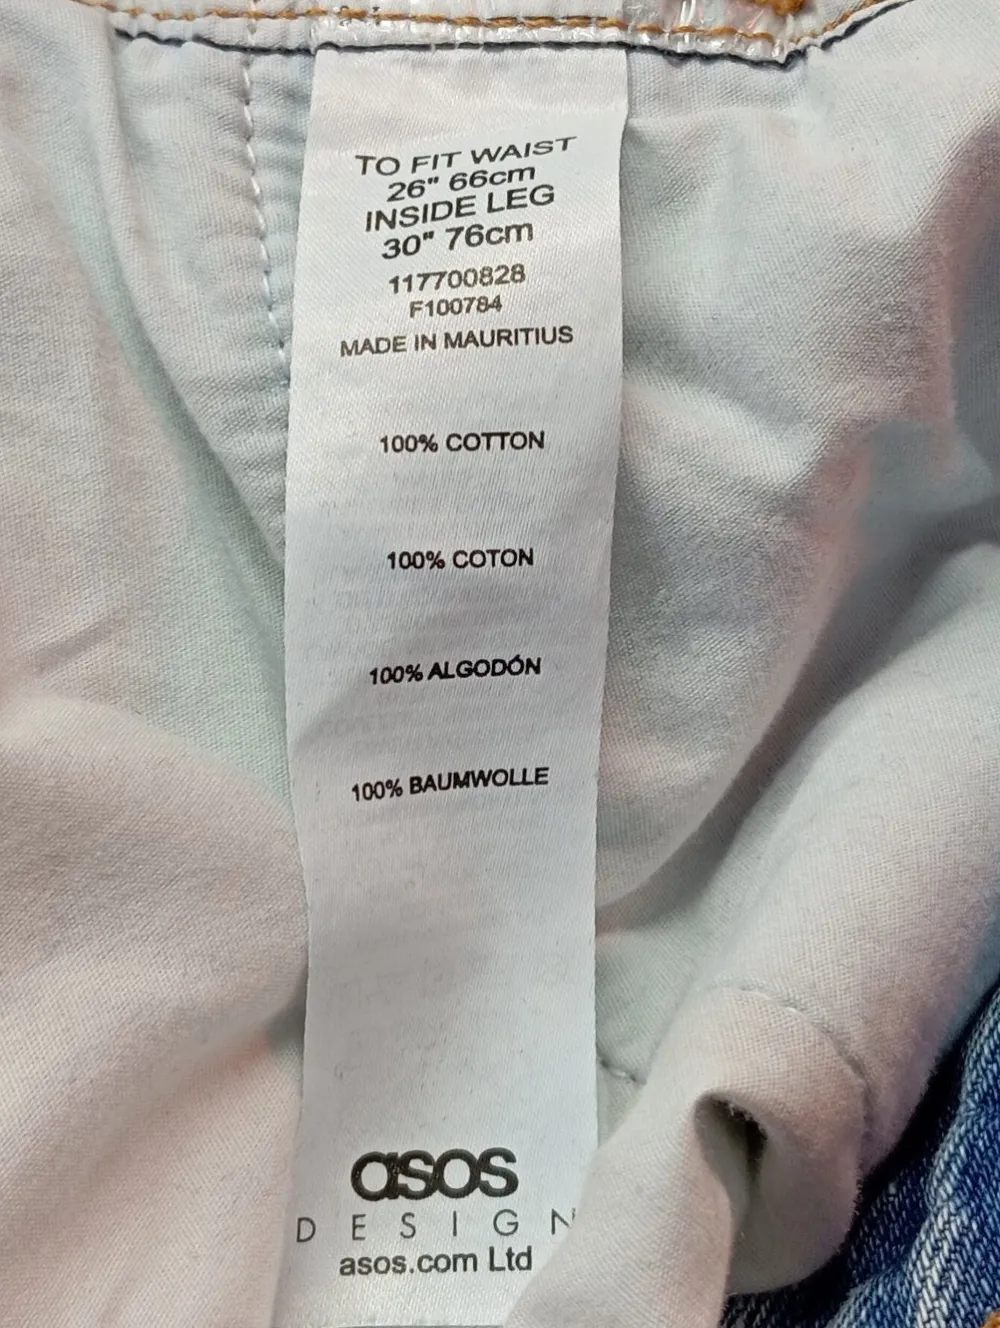 TO FIT WAIST
26" 66cm
INSIDE LEG
30" 76cm
117700828
F100784
MADE IN MAURITIUS
100% COTTON
100% COTON
100% ALGODÓN
100% BAUMWOLLE
asos
DESIGN
asos.com Ltd